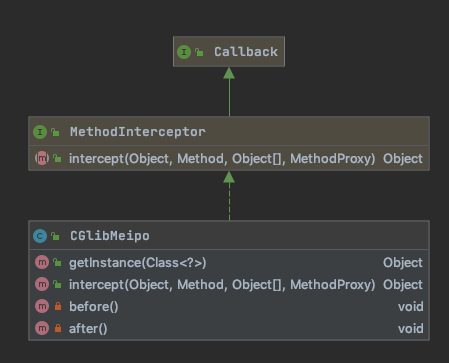 Callback
MethodInterceptor
intercept(Object, Method, Object[], MethodProxy) Object
CGlibMeipo
getInstance(Class<?>) Object
intercept(Object, Method, Object[], MethodProxy) Object
before() void
after() void